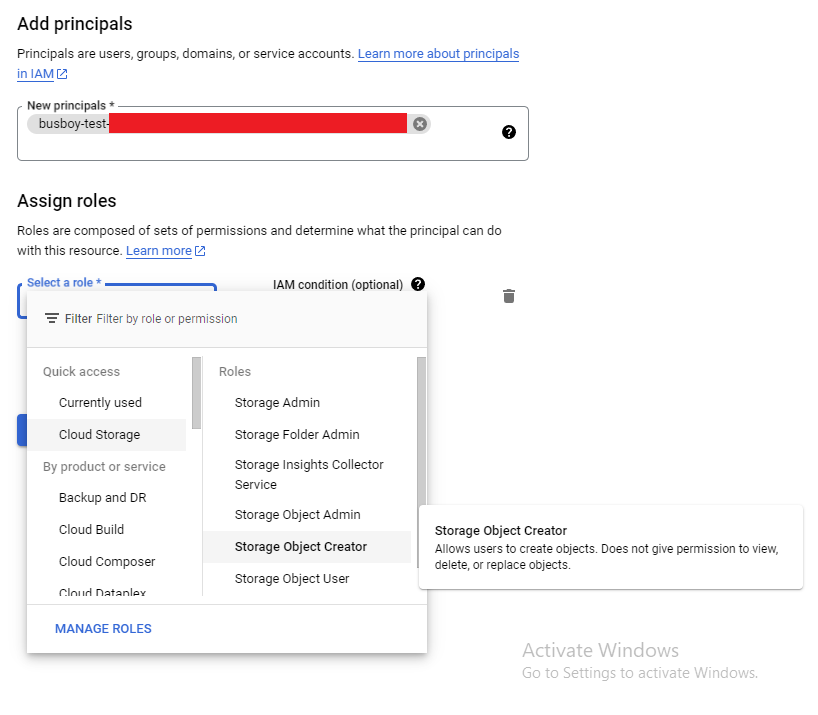 Add principals
Principals are users, groups, domains, or service accounts. Learn more about principals
in IAM
New principals *
busboy-test-
Assign roles
Roles are composed of sets of permissions and determine what the principal can do
with this resource. Learn more
Select a role *
IAM condition (optional)
Filter Filter by role or permission
Quick access
Currently used
Cloud Storage
By product or service
Backup and DR
Cloud Build
Cloud Composer
Cloud Dataplex
Roles
Storage Admin
Storage Folder Admin
Storage Insights Collector
Service
Storage Object Admin
Storage Object Creator
Storage Object User
MANAGE ROLES
Storage Object Creator
Allows users to create objects. Does not give permission to view,
delete, or replace objects.
Activate Windows
Go to Settings to activate Windows.